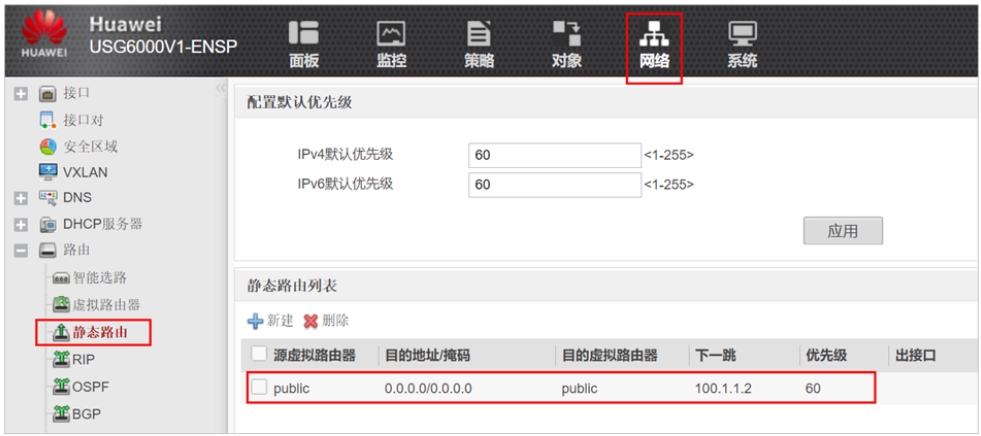 Huawei
USG6000V1-ENSP
HUAWEI
面板
监控
策略
对象
网络
系统
接口
接口对
安全区域
VXLAN
DNS
DHCP服务器
路由
智能选路
虚拟路由器
静态路由
RIP
OSPF
BGP
配置默认优先级
IPv4默认优先级 60 <1-255>
IPv6默认优先级 60 <1-255>
应用
静态路由列表
新建 删除
源虚拟路由器 目的地址/掩码 目的虚拟路由器 下一跳 优先级 出接口
public 0.0.0.0/0.0.0.0 public 100.1.1.2 60